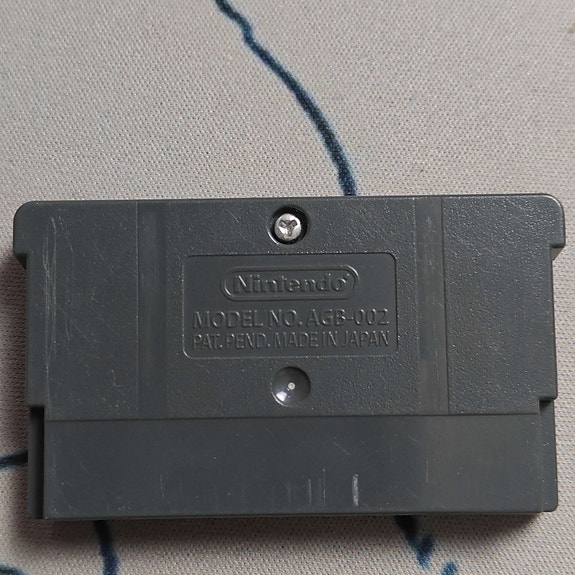 Nintendo
MODEL NO. AGB-002
PAT. PEND. MADE IN JAPAN